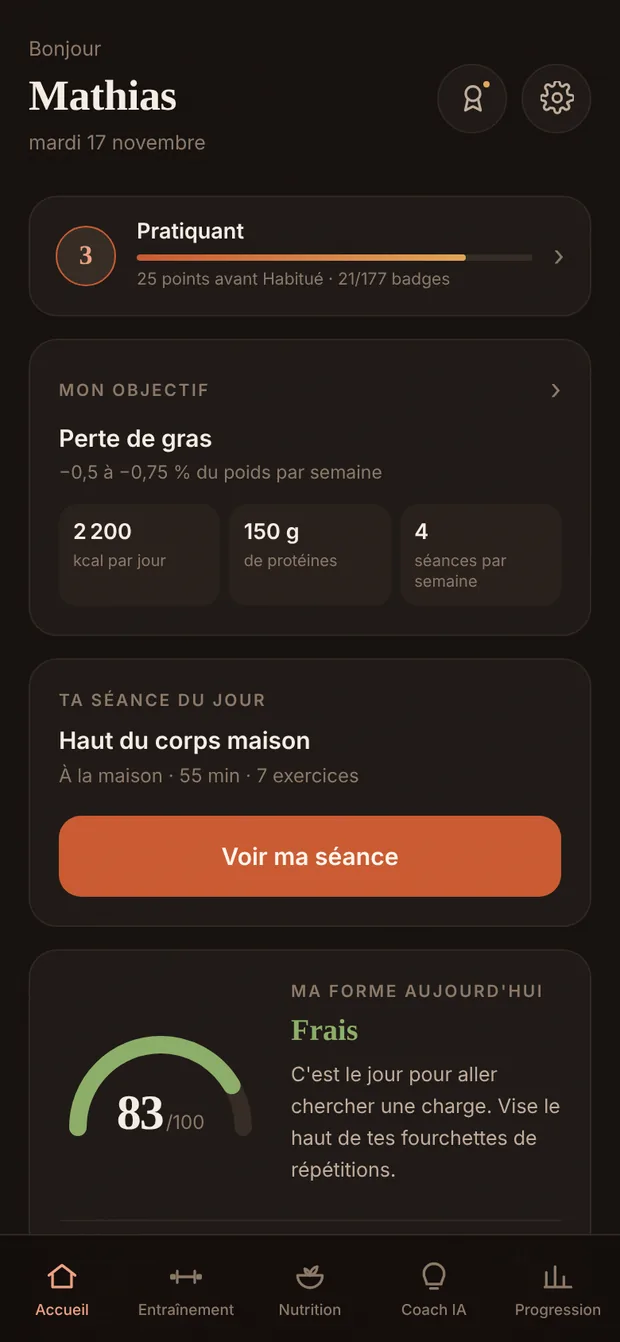 Bonjour
Mathias
mardi 17 novembre
3
Pratiquant
25 points avant Habitué · 21/177 badges
MON OBJECTIF
Perte de gras
−0,5 à −0,75 % du poids par semaine
2 200
kcal par jour
150 g
de protéines
4
séances par
semaine
TA SÉANCE DU JOUR
Haut du corps maison
À la maison · 55 min · 7 exercices
Voir ma séance
MA FORME AUJOURD'HUI
Frais
C'est le jour pour aller
chercher une charge. Vise le
haut de tes fourchettes de
répétitions.
83/100
Accueil
Entraînement
Nutrition
Coach IA
Progression